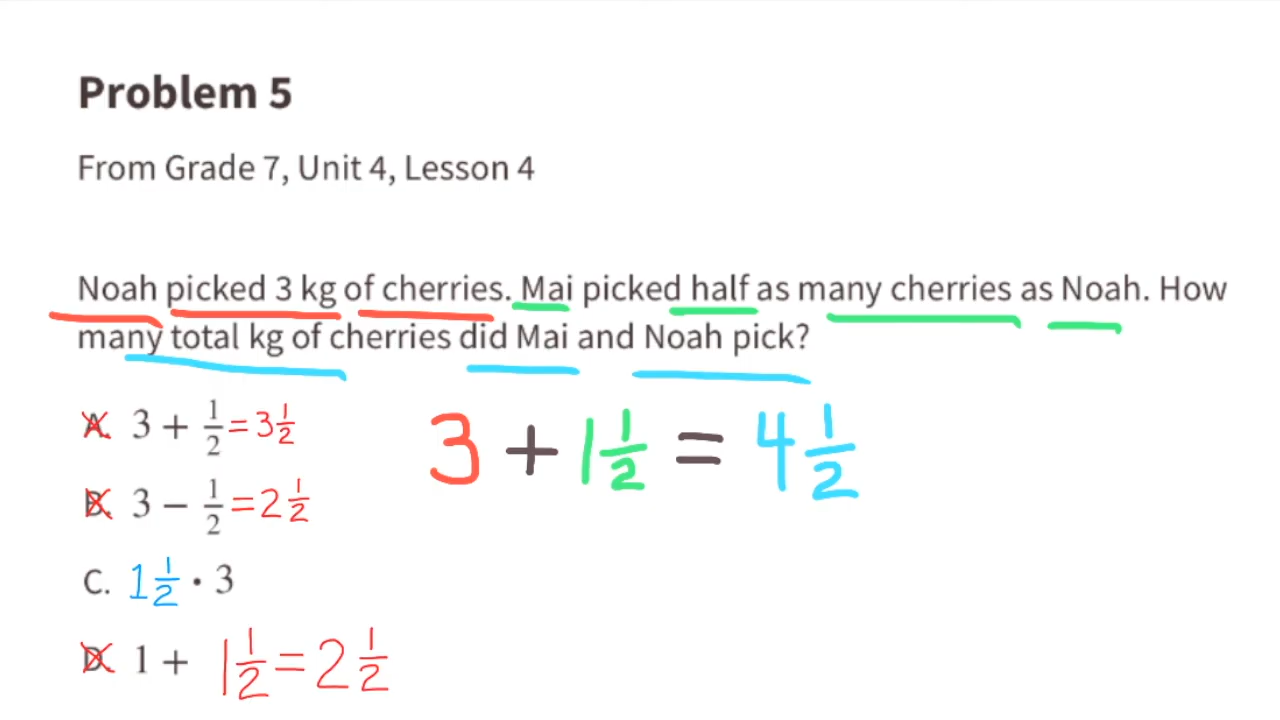 Problem 5
From Grade 7, Unit 4, Lesson 4
Noah picked 3 kg of cherries. Mai picked half as many cherries as Noah. How
many total kg of cherries did Mai and Noah pick?
A. 3 + 1/2 = 3 1/2
3 + 1 1/2 = 4 1/2
B. 3 − 1/2 = 2 1/2
C. 1 1/2 · 3
D. 1 + 1 1/2 = 2 1/2